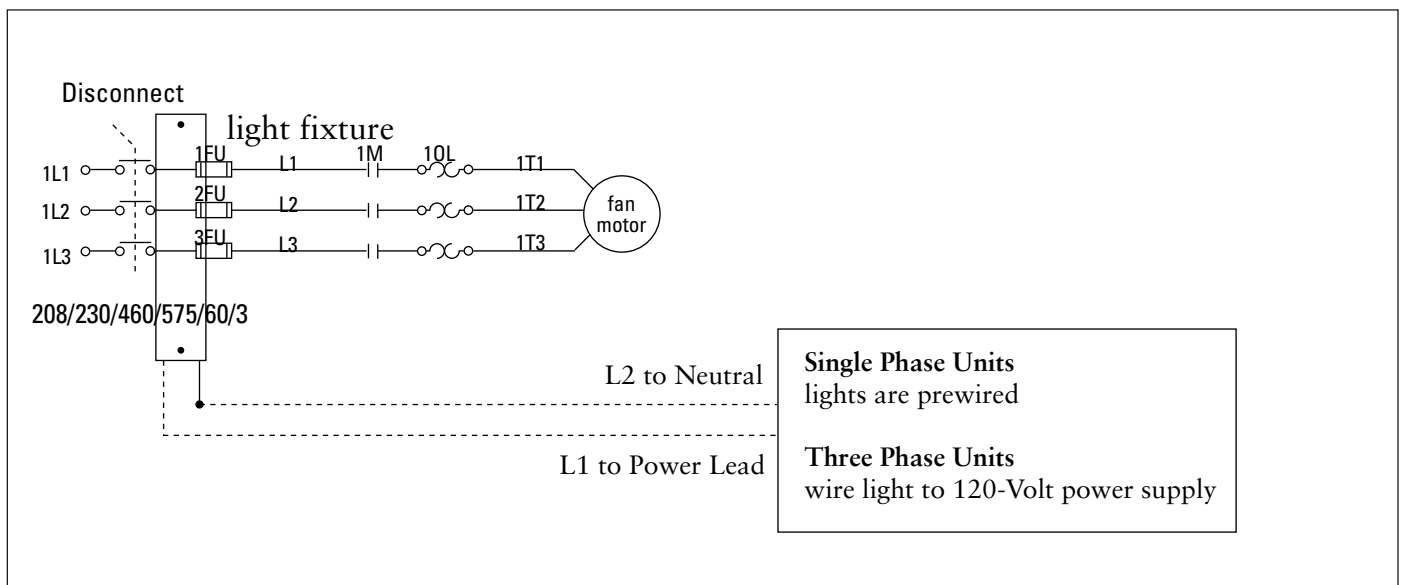 Disconnect
light fixture
1L1 1FU L1 1M 1OL 1T1
1L2 2FU L2 1T2
fan
motor
1L3 3FU L3 1T3
208/230/460/575/60/3
L2 to Neutral
L1 to Power Lead
Single Phase Units
lights are prewired
Three Phase Units
wire light to 120-Volt power supply